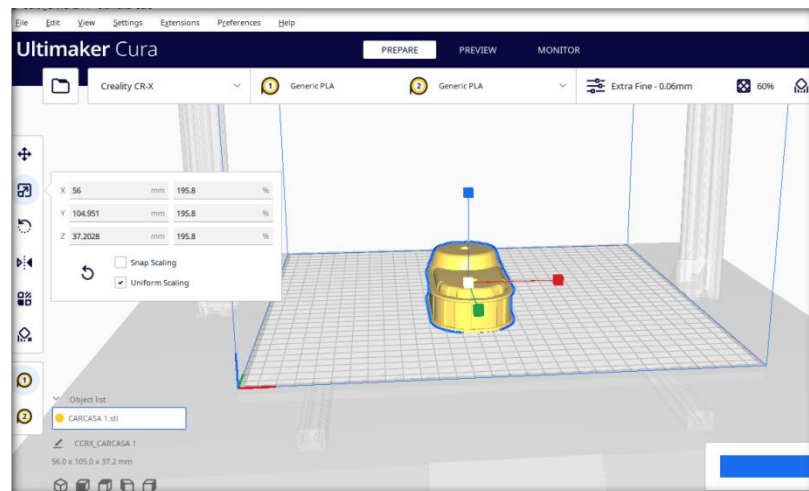 File Edit View Settings Extensions Preferences Help
Ultimaker Cura PREPARE PREVIEW MONITOR
Creality CR-X 1 Generic PLA 2 Generic PLA Extra Fine - 0.06mm 60%
X 56 mm 195.8 %
Y 104.951 mm 195.8 %
Z 37.2028 mm 195.8 %
Snap Scaling
Uniform Scaling
1
2
Object list
CARCASA 1.stl
CCRX_CARCASA 1
56.0 x 105.0 x 37.2 mm